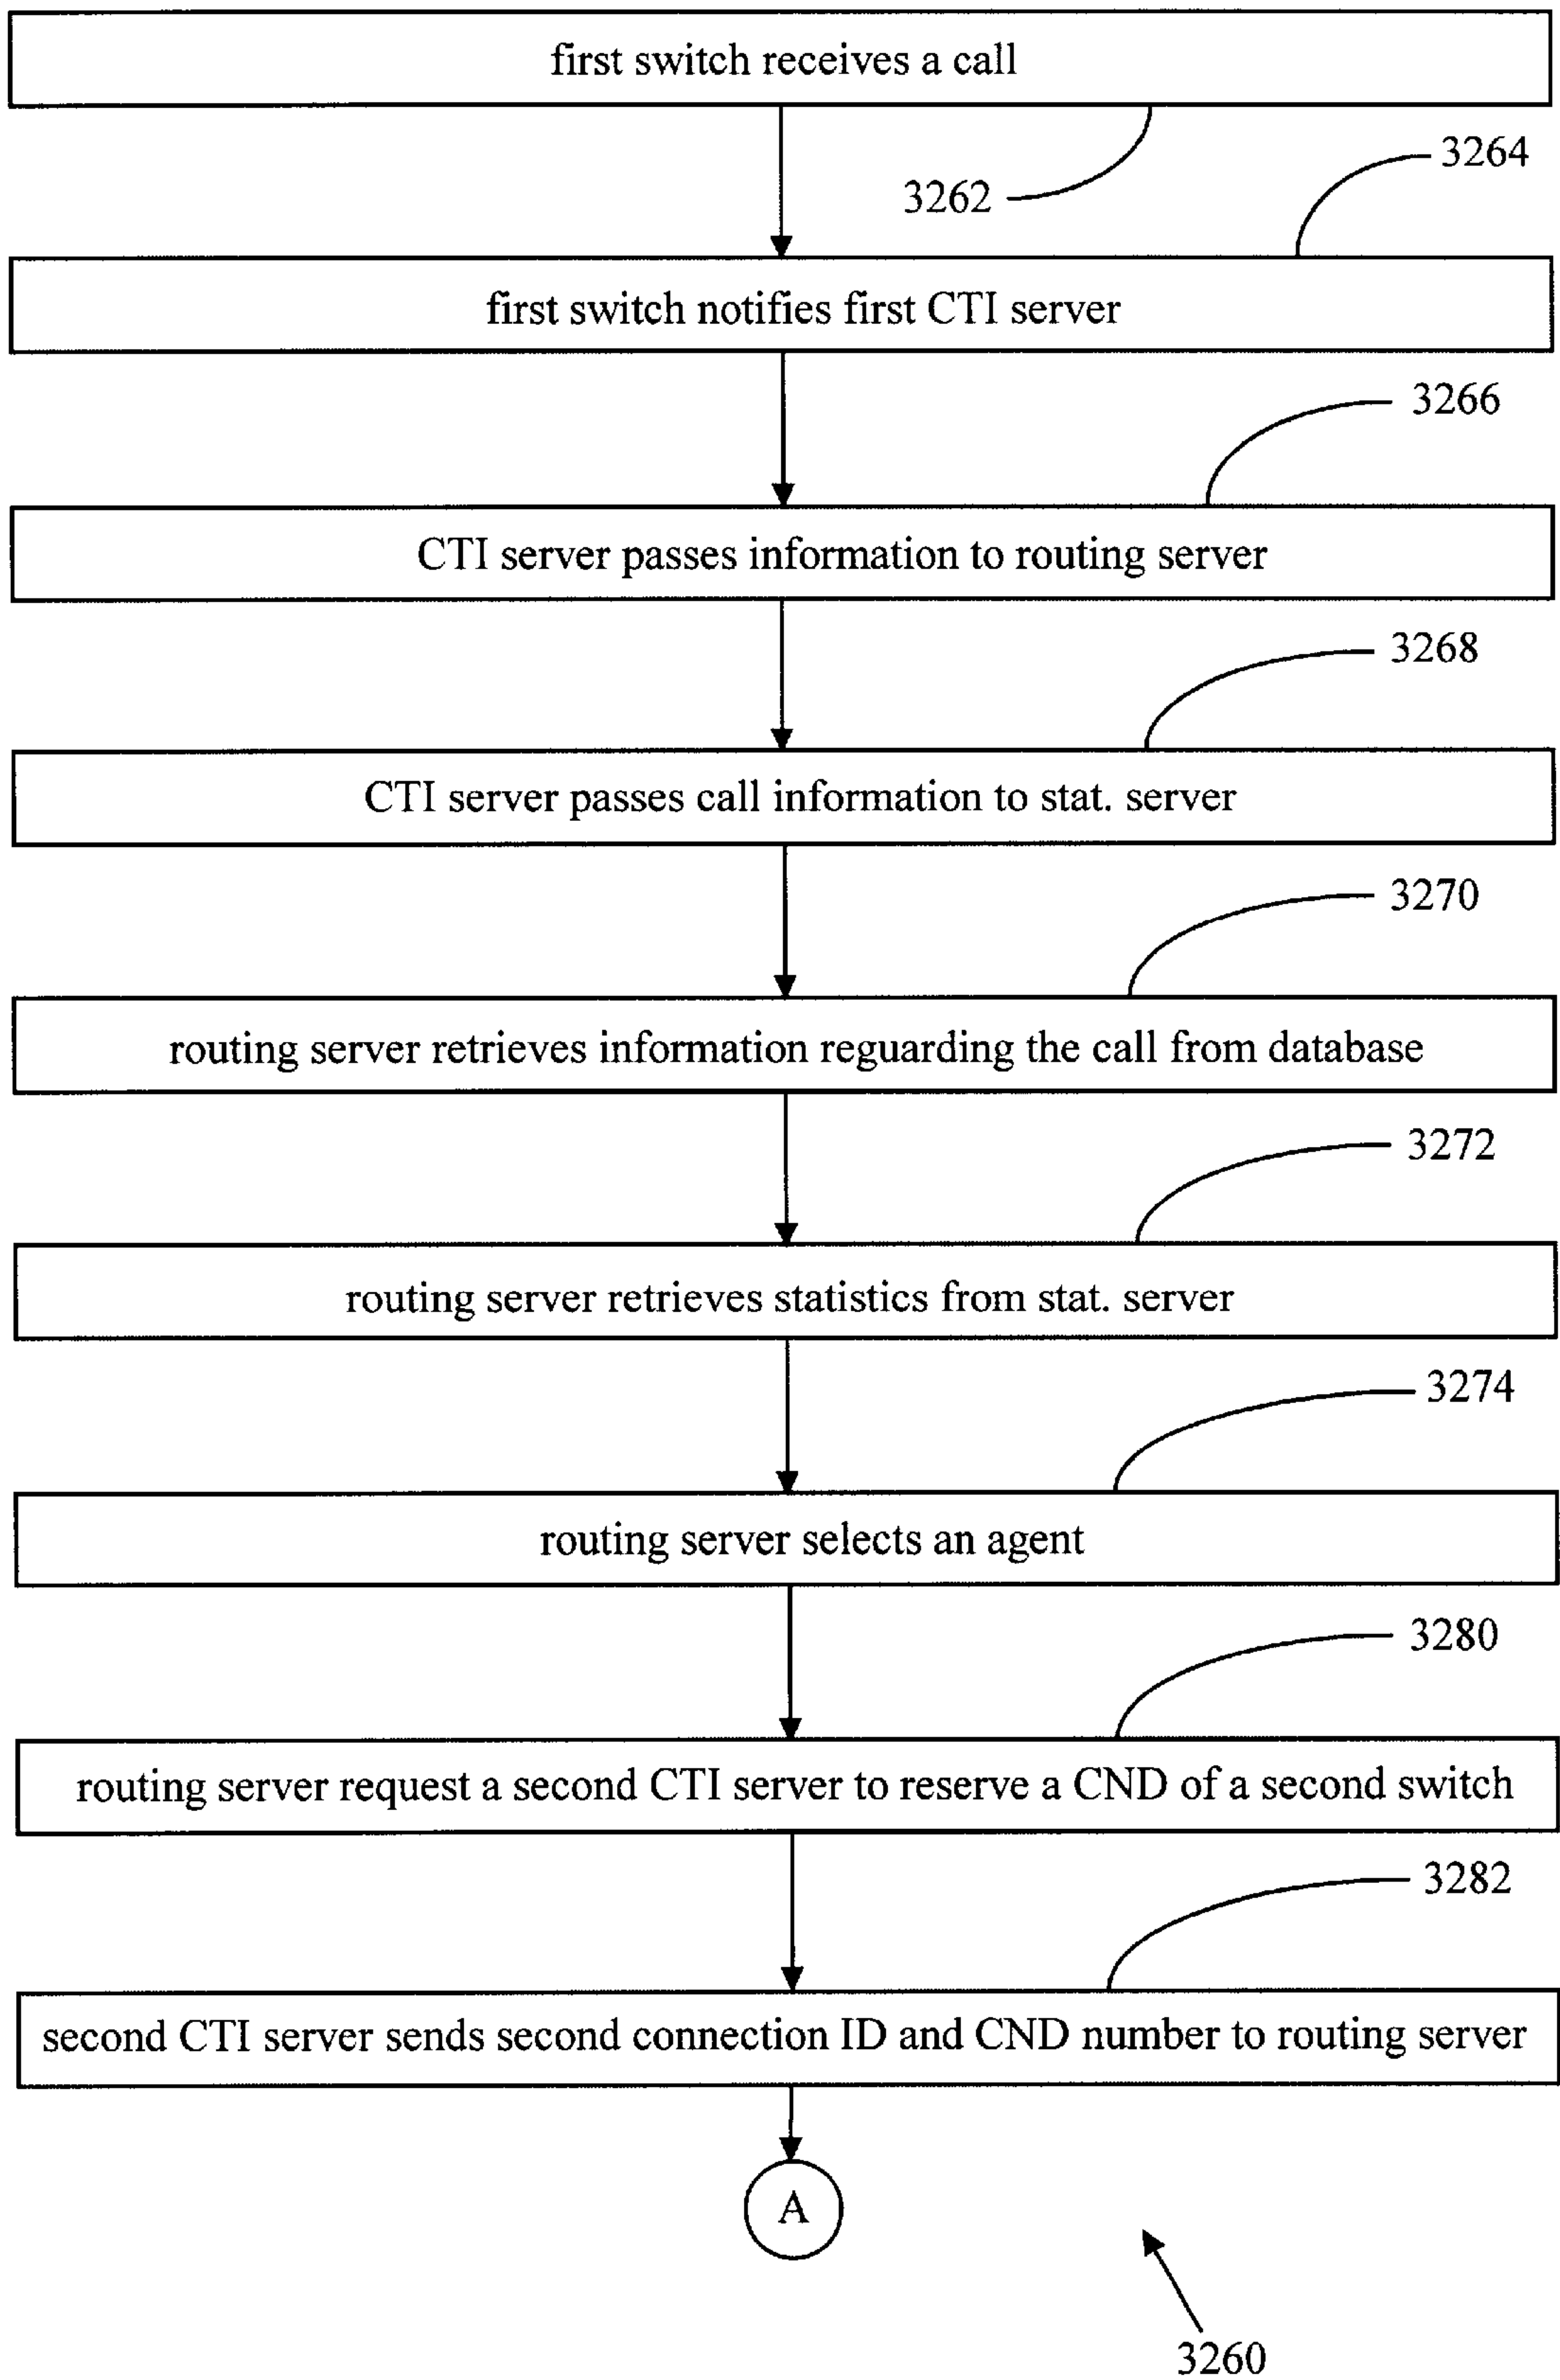 first switch receives a call
3264
3262
first switch notifies first CTI server
3266
CTI server passes information to routing server
3268
CTI server passes call information to stat. server
3270
routing server retrieves information reguarding the call from database
3272
routing server retrieves statistics from stat. server
3274
routing server selects an agent
3280
routing server request a second CTI server to reserve a CND of a second switch
3282
second CTI server sends second connection ID and CND number to routing server
A
3260